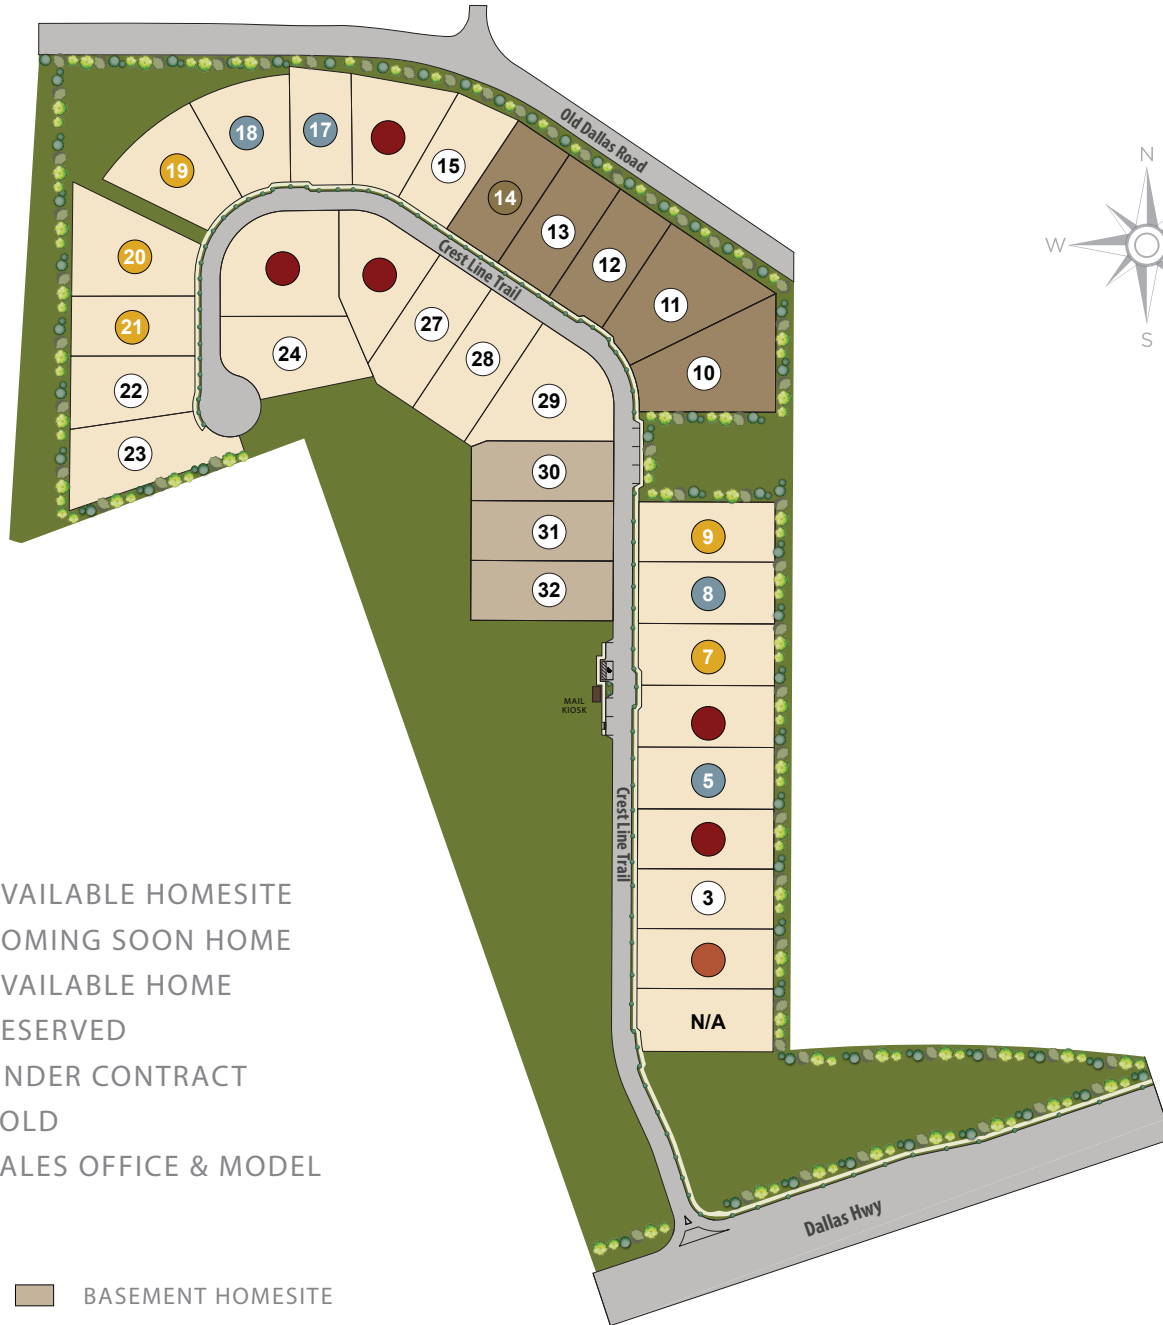 Old Dallas Road
N
W
S
18
17
19
15
14
13
12
11
10
20
21
22
23
24
Crest Line Trail
27
28
29
30
31
32
9
8
7
MAIL
KIOSK
5
Crest Line Trail
3
N/A
VAILABLE HOMESITE
OMING SOON HOME
VAILABLE HOME
ESERVED
NDER CONTRACT
OLD
ALES OFFICE & MODEL
Dallas Hwy
BASEMENT HOMESITE